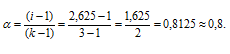 α = (i−1)/(k−1) = (2,625−1)/(3−1) = 1,625/2 = 0,8125 ≈ 0,8.